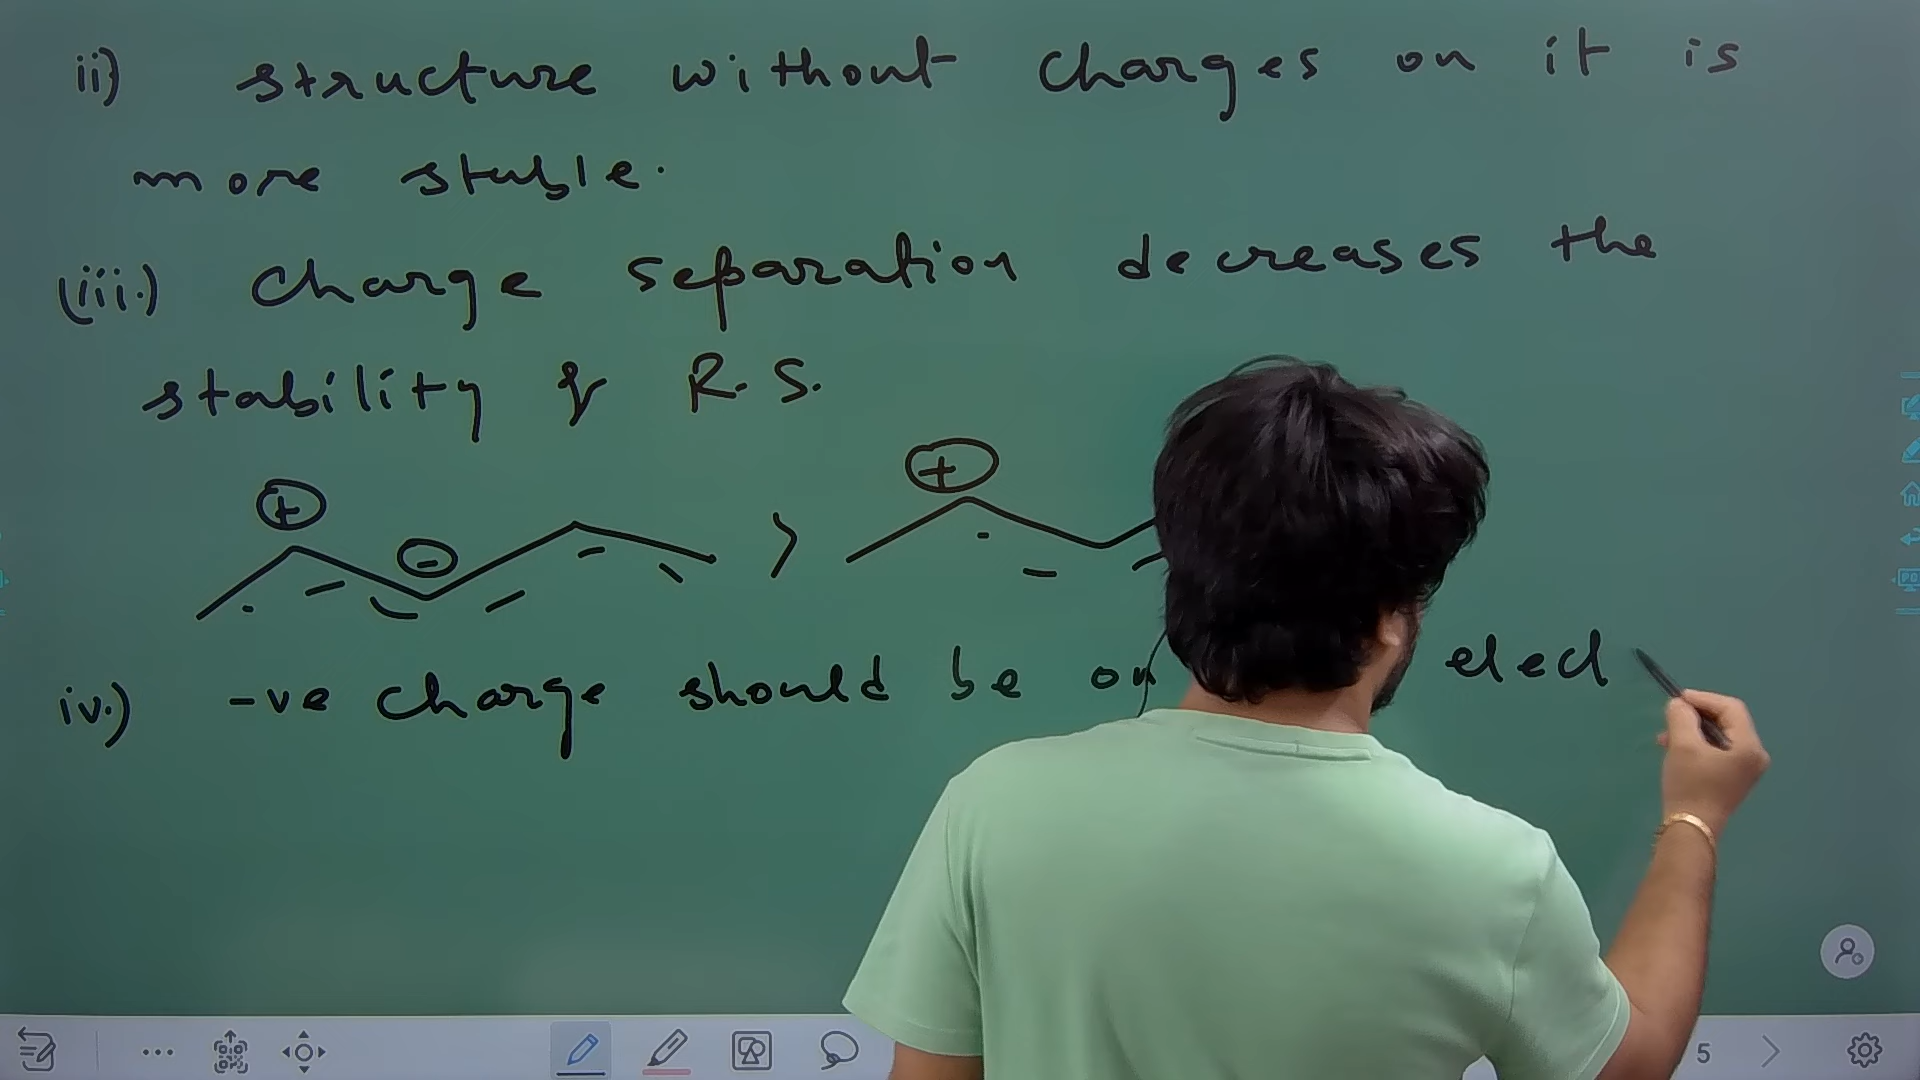 ii) structure without charges on it is
more stable.
(iii.) Charge separation decreases the
stability of R.S.
+ - > +
iv.) -ve charge should be on elect
5